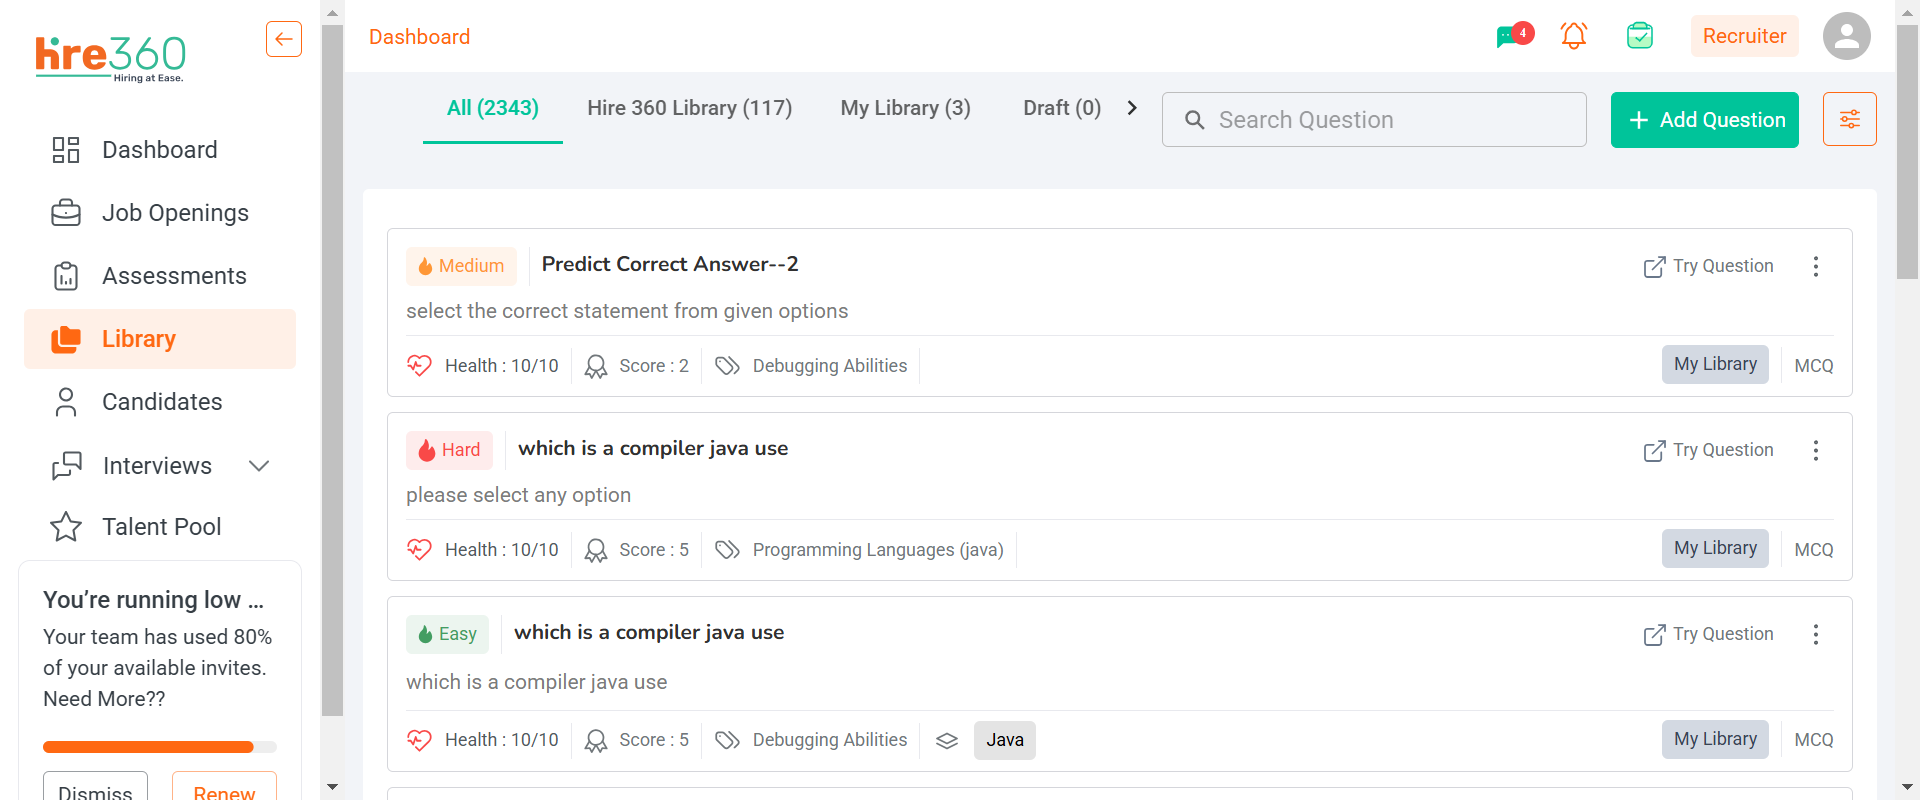 hire360
Hiring at Ease.
Dashboard
Job Openings
Assessments
Library
Candidates
Interviews
Talent Pool
You’re running low ...
Your team has used 80%
of your available invites.
Need More??
Dismiss Renew
Dashboard
4
Recruiter
All (2343) Hire 360 Library (117) My Library (3) Draft (0)
Search Question
+ Add Question
Medium Predict Correct Answer--2 Try Question
select the correct statement from given options
Health : 10/10 Score : 2 Debugging Abilities My Library MCQ
Hard which is a compiler java use Try Question
please select any option
Health : 10/10 Score : 5 Programming Languages (java) My Library MCQ
Easy which is a compiler java use Try Question
which is a compiler java use
Health : 10/10 Score : 5 Debugging Abilities Java My Library MCQ